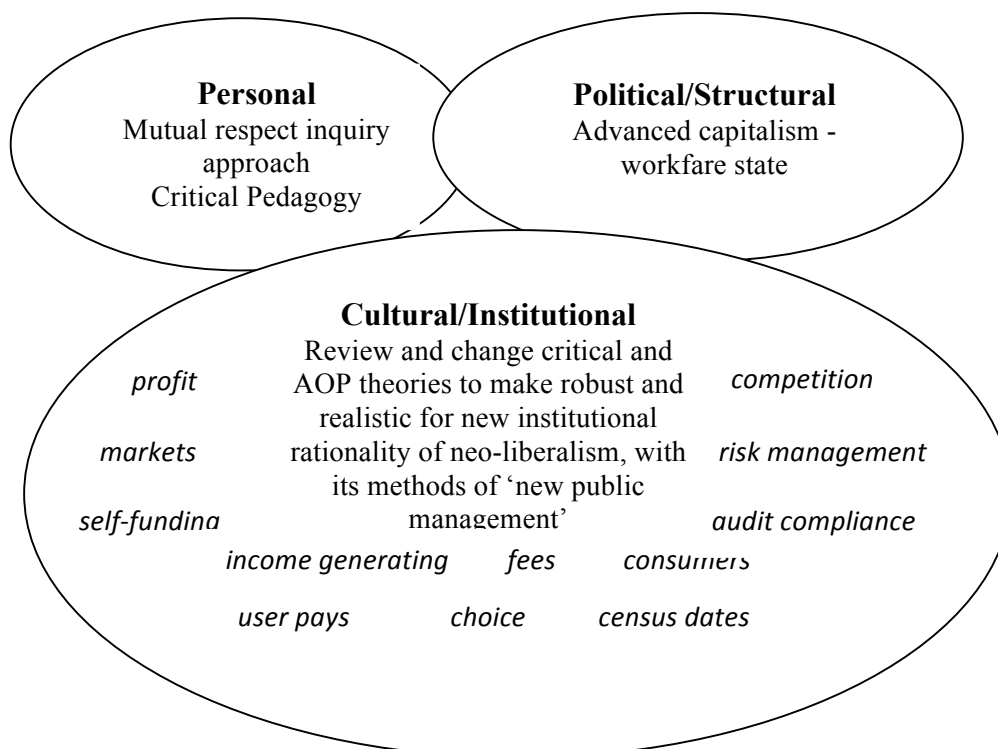 Personal
Mutual respect inquiry
approach
Critical Pedagogy
Political/Structural
Advanced capitalism -
workfare state
Cultural/Institutional
Review and change critical and
AOP theories to make robust and
realistic for new institutional
rationality of neo-liberalism, with
its methods of ‘new public
management’
profit
competition
markets
risk management
self-funding
audit compliance
income generating fees consumers
user pays choice census dates